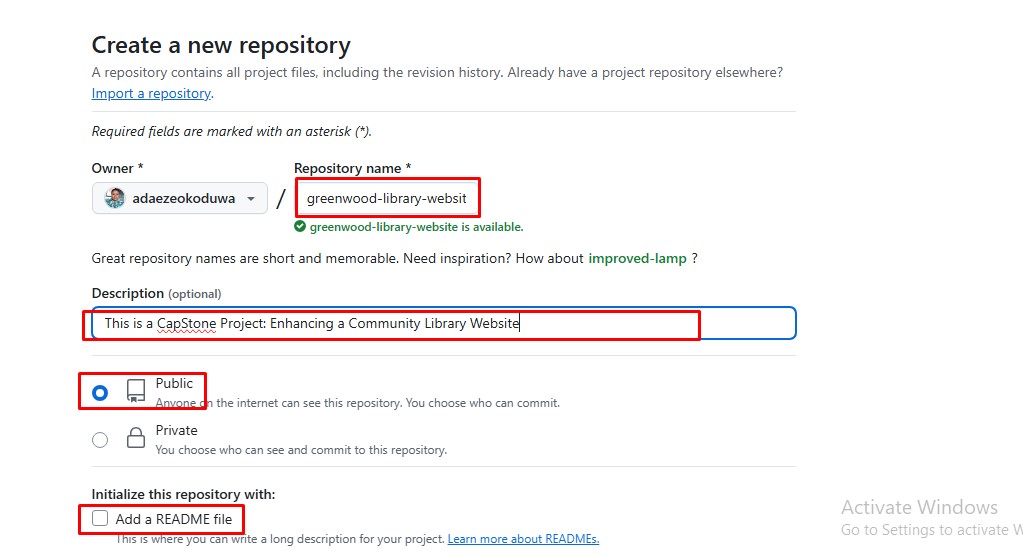 Create a new repository
A repository contains all project files, including the revision history. Already have a project repository elsewhere?
Import a repository.
Required fields are marked with an asterisk (*).
Owner *
Repository name *
adaezeokoduwa
/
greenwood-library-websit
greenwood-library-website is available.
Great repository names are short and memorable. Need inspiration? How about improved-lamp ?
Description (optional)
This is a CapStone Project: Enhancing a Community Library Website
Public
Anyone on the internet can see this repository. You choose who can commit.
Private
You choose who can see and commit to this repository.
Initialize this repository with:
Add a README file
This is where you can write a long description for your project. Learn more about READMEs.
Activate Windows
Go to Settings to activate W